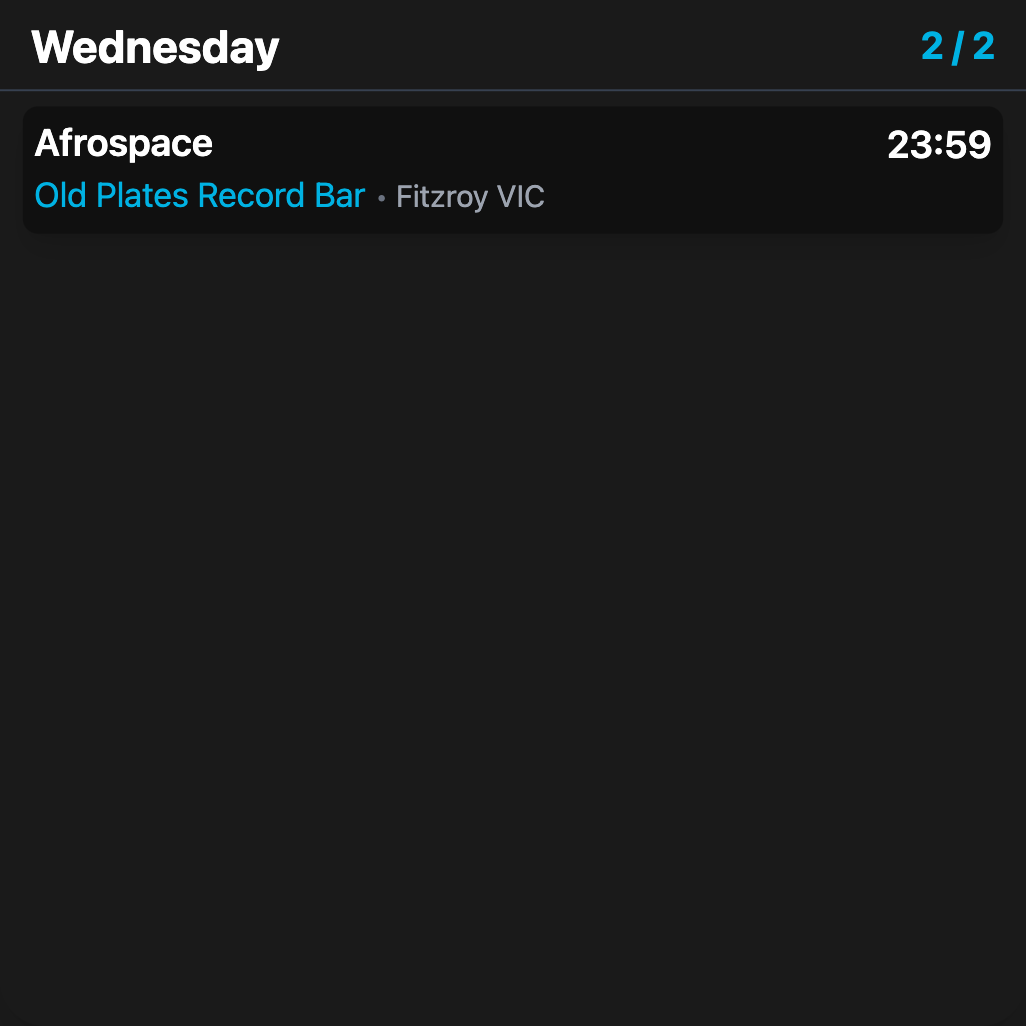 Wednesday 2 / 2
Afrospace 23:59
Old Plates Record Bar • Fitzroy VIC